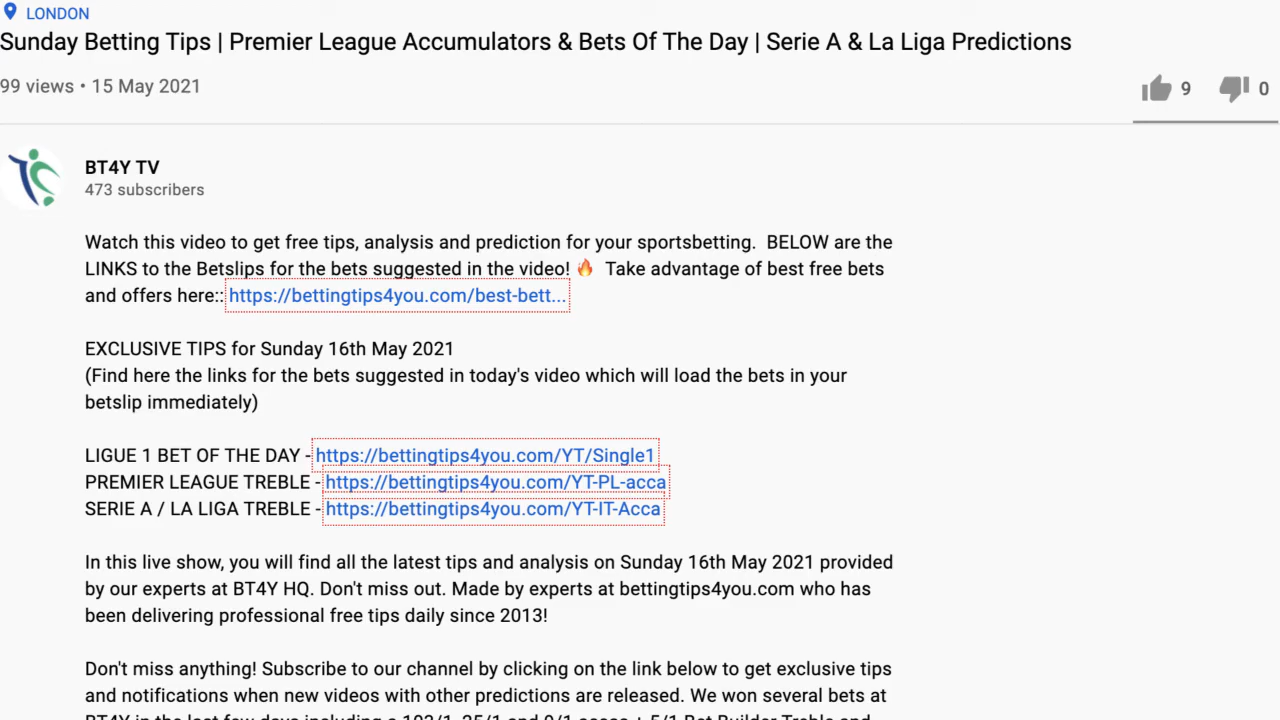 LONDON
Sunday Betting Tips | Premier League Accumulators & Bets Of The Day | Serie A & La Liga Predictions
99 views • 15 May 2021
9 0
BT4Y TV
473 subscribers
Watch this video to get free tips, analysis and prediction for your sportsbetting. BELOW are the
LINKS to the Betslips for the bets suggested in the video! 🔥 Take advantage of best free bets
and offers here:: https://bettingtips4you.com/best-bett...
EXCLUSIVE TIPS for Sunday 16th May 2021
(Find here the links for the bets suggested in today's video which will load the bets in your
betslip immediately)
LIGUE 1 BET OF THE DAY - https://bettingtips4you.com/YT/Single1
PREMIER LEAGUE TREBLE - https://bettingtips4you.com/YT-PL-acca
SERIE A / LA LIGA TREBLE - https://bettingtips4you.com/YT-IT-Acca
In this live show, you will find all the latest tips and analysis on Sunday 16th May 2021 provided
by our experts at BT4Y HQ. Don't miss out. Made by experts at bettingtips4you.com who has
been delivering professional free tips daily since 2013!
Don't miss anything! Subscribe to our channel by clicking on the link below to get exclusive tips
and notifications when new videos with other predictions are released. We won several bets at
BT4Y in the last few days including a